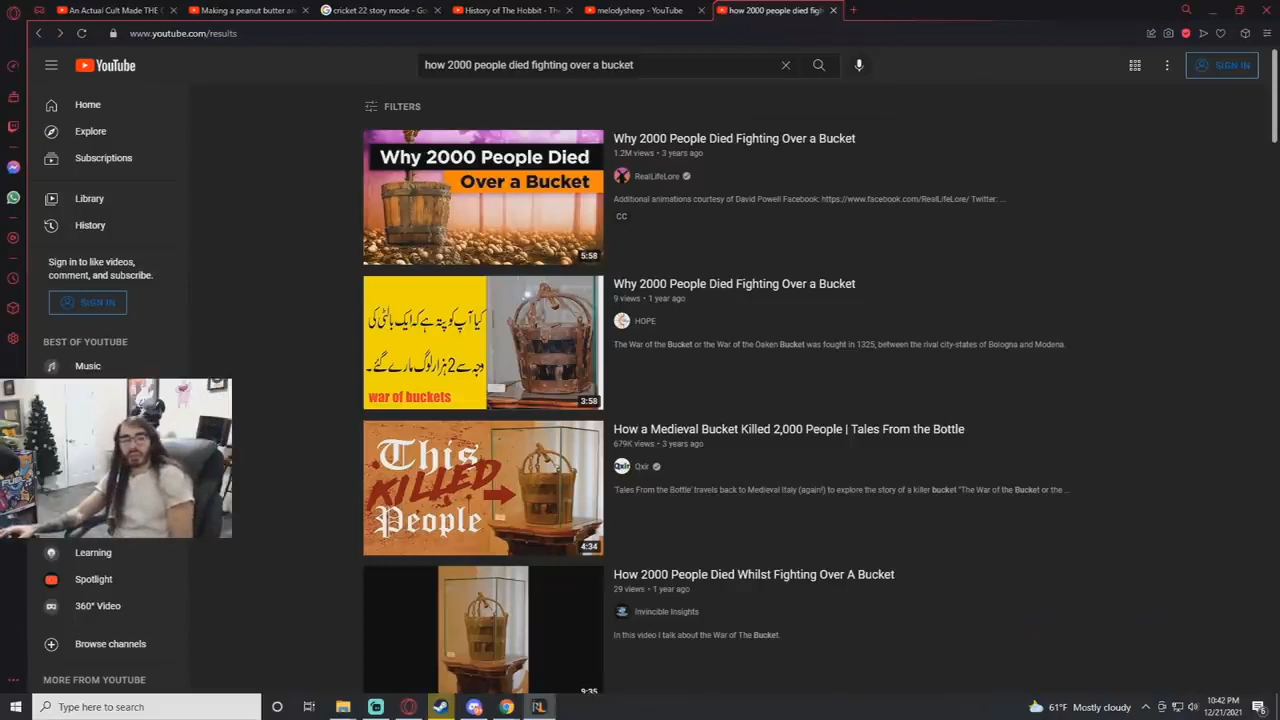 An Actual Cult Made THE C
Making a peanut butter an
cricket 22 story mode - Go
History of The Hobbit -
melodysheep - YouTube
how 2000 people died figh
www.youtube.com/results
YouTube
how 2000 people died fighting over a bucket
SIGN IN
Home
Explore
Subscriptions
Library
History
Sign in to like videos,
comment, and subscribe.
SIGN IN
BEST OF YOUTUBE
Music
Learning
Spotlight
360° Video
Browse channels
MORE FROM YOUTUBE
FILTERS
Why 2000 People Died
Over a Bucket
5:58
Why 2000 People Died Fighting Over a Bucket
1.2M views • 3 years ago
RealLifeLore
Additional animations courtesy of David Powell Facebook: https://www.facebook.com/RealLifeLore/ Twitter: ...
CC
کیا آپ کو پتہ ہے کہ ایک بالٹی کی
وجہ سے 2 ہزار لوگ مارے گئے۔
war of buckets
3:58
Why 2000 People Died Fighting Over a Bucket
9 views • 1 year ago
HOPE
The War of the Bucket or the War of the Oaken Bucket was fought in 1325, between the rival city-states of Bologna and Modena.
This
KILLED
People
4:34
How a Medieval Bucket Killed 2,000 People | Tales From the Bottle
679K views • 3 years ago
Qxir
Qxir
'Tales From the Bottle' travels back to Medieval Italy (again!) to explore the story of a killer bucket "The War of the Bucket or the ...
9:35
How 2000 People Died Whilst Fighting Over A Bucket
29 views • 1 year ago
Invincible Insights
In this video I talk about the War of The Bucket.
Type here to search
61°F Mostly cloudy
10:42 PM
12/21/2021